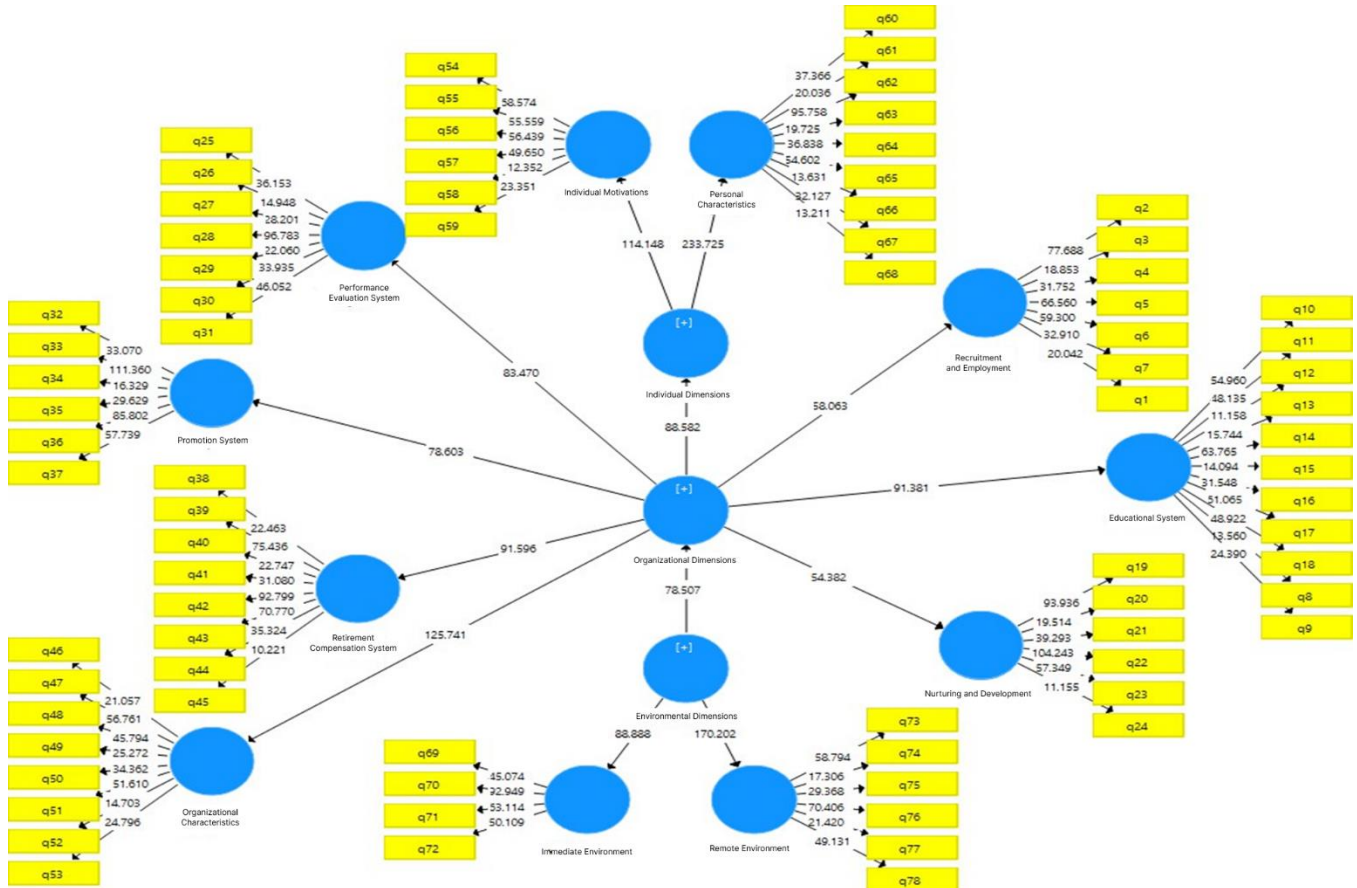 q60
q61
q62
q63
q64
q65
q66
q67
q68
37.366
20.036
95.758
19.725
36.838
54.602
13.631
32.127
13.211
Personal
Characteristics
q54
q55
q56
q57
q58
q59
58.574
55.559
56.439
49.650
12.352
23.351
Individual Motivations
q25
q26
q27
q28
q29
q30
q31
36.153
14.948
28.201
96.783
22.060
33.935
46.052
Performance
Evaluation System
114.148
233.725
[+]
Individual Dimensions
q2
q3
q4
q5
q6
q7
q1
77.688
18.853
31.752
66.560
59.300
32.910
20.042
Recruitment
and Employment
q32
q33
q34
q35
q36
q37
33.070
111.360
16.329
29.629
85.802
57.739
Promotion System
83.470
88.582
58.063
78.603
q10
q11
q12
q13
q14
q15
q16
q17
q18
q8
q9
54.960
48.135
11.158
15.744
63.765
14.094
31.548
51.065
48.922
13.560
24.390
Educational System
91.381
[+]
Organizational Dimensions
q38
q39
q40
q41
q42
q43
q44
q45
22.463
75.436
22.747
31.080
92.799
70.770
35.324
10.221
Retirement
Compensation System
91.596
125.741
78.507
54.382
q19
q20
q21
q22
q23
q24
93.936
19.514
39.293
104.243
57.349
11.155
Nurturing and Development
[+]
Environmental Dimensions
q46
q47
q48
q49
q50
q51
q52
q53
21.057
56.761
45.794
25.272
34.362
51.610
14.703
24.796
Organizational
Characteristics
88.888
170.202
q69
q70
q71
q72
45.074
92.949
53.114
50.109
Immediate Environment
q73
q74
q75
q76
q77
q78
58.794
17.306
29.368
70.406
21.420
49.131
Remote Environment